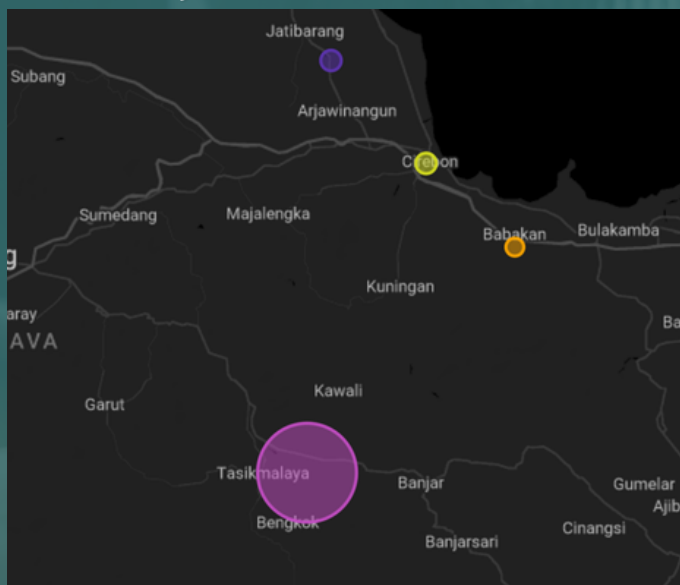 Jatibarang
Subang
Arjawinangun
Cirebon
Sumedang
Majalengka
Babakan
Bulakamba
g
Kuningan
aray
Ba
AVA
Kawali
Garut
Tasikmalaya
Banjar
Gumelar
Ajib
Bengkok
Cinangsi
Banjarsari